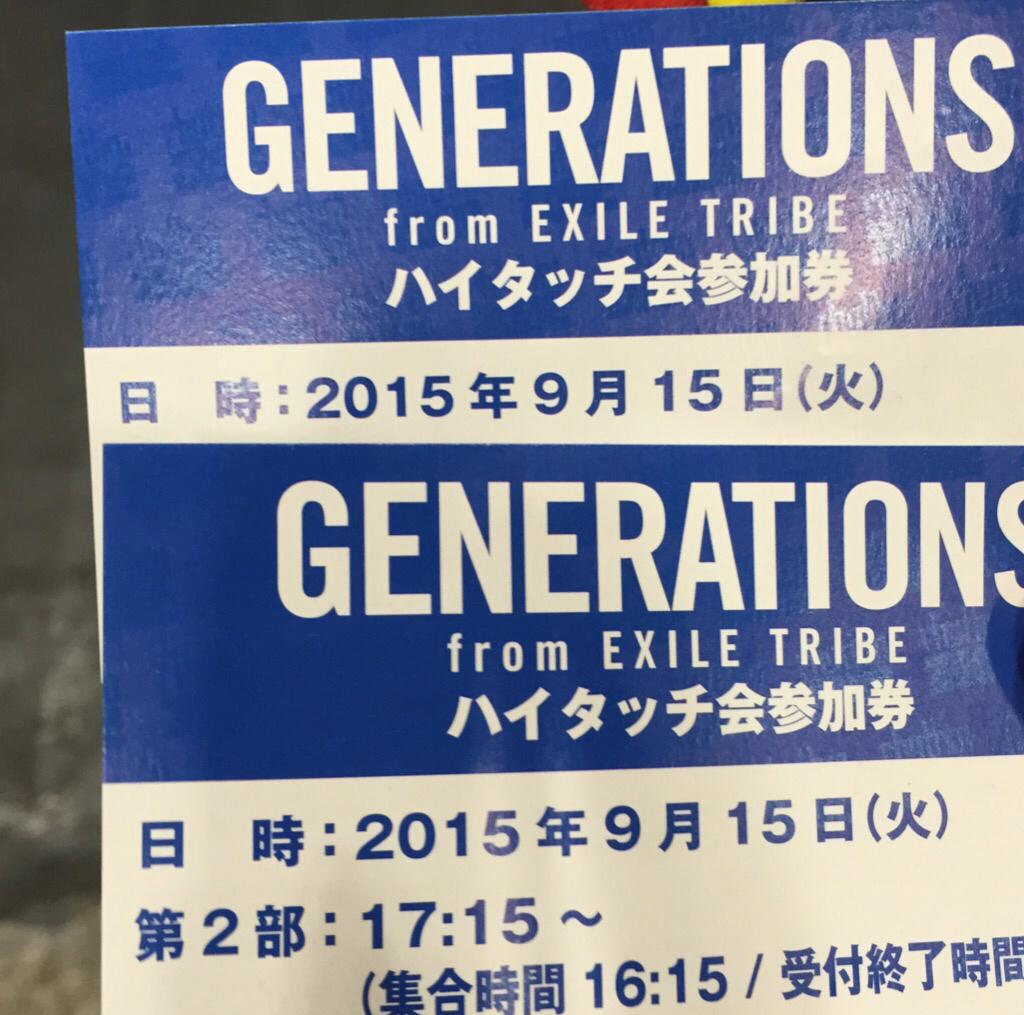 GENERATIONS
from EXILE TRIBE
ハイタッチ会参加券
日 時：2015年9月15日（火）
GENERATIONS
from EXILE TRIBE
ハイタッチ会参加券
日 時：2015年9月15日（火）
第2部：17:15～
（集合時間 16:15 / 受付終了時間